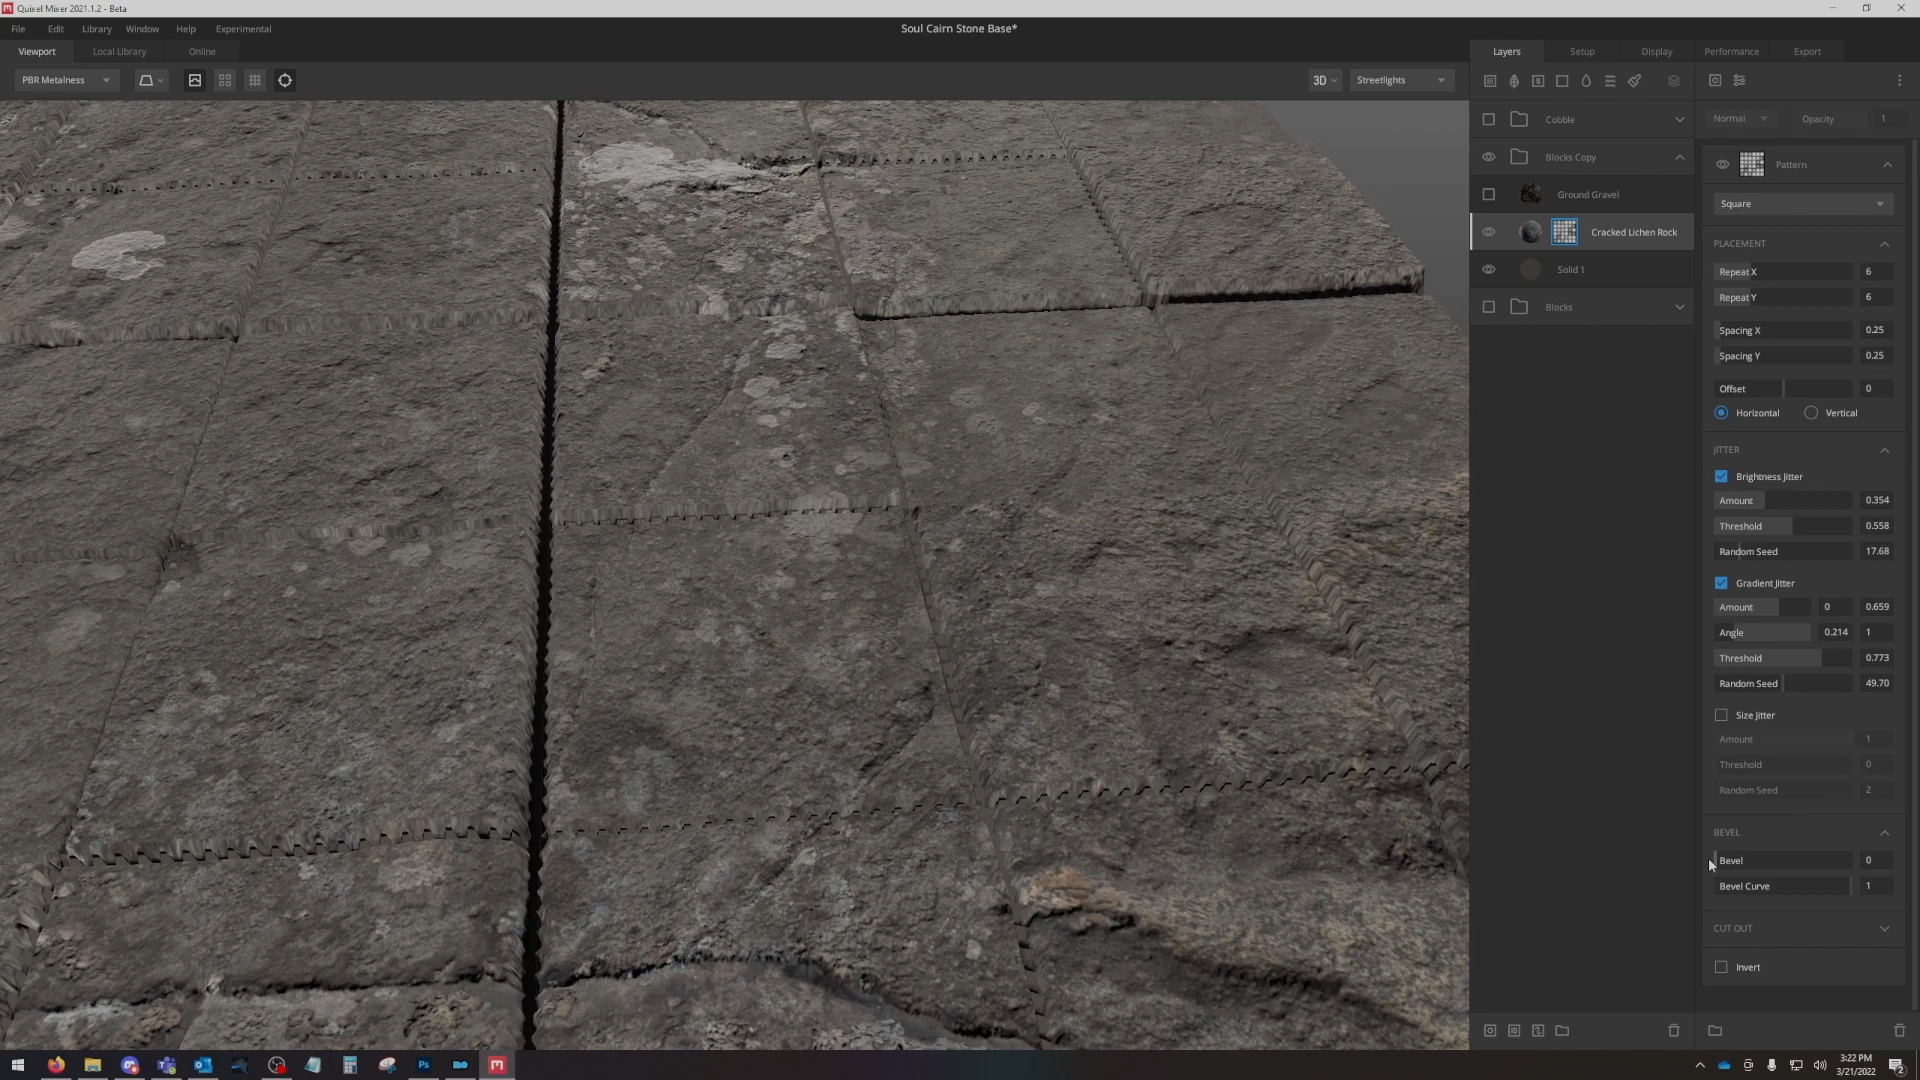 Quixel Mixer 2021.1.2 - Beta
File Edit Library Window Help Experimental
Soul Cairn Stone Base*
Viewport Local Library Online
Layers Setup Display Performance Export
PBR Metalness
3D Streetlights
Cobble
Blocks Copy
Ground Gravel
Cracked Lichen Rock
Solid 1
Blocks
Normal Opacity 1
Pattern
Square
PLACEMENT
Repeat X 6
Repeat Y 6
Spacing X 0.25
Spacing Y 0.25
Offset 0
Horizontal Vertical
JITTER
Brightness Jitter
Amount 0.354
Threshold 0.558
Random Seed 17.68
Gradient Jitter
Amount 0 0.659
Angle 0.214 1
Threshold 0.773
Random Seed 49.70
Size Jitter
Amount 1
Threshold 0
Random Seed 2
BEVEL
Bevel 0
Bevel Curve 1
CUT OUT
Invert
3:22 PM
3/21/2022